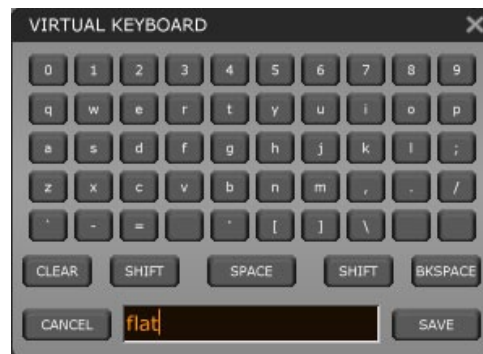 VIRTUAL KEYBOARD
0 1 2 3 4 5 6 7 8 9
q w e r t y u i o p
a s d f g h j k l ;
z x c v b n m , . /
` - = ' [ ] \
CLEAR SHIFT SPACE SHIFT BKSPACE
CANCEL flat SAVE